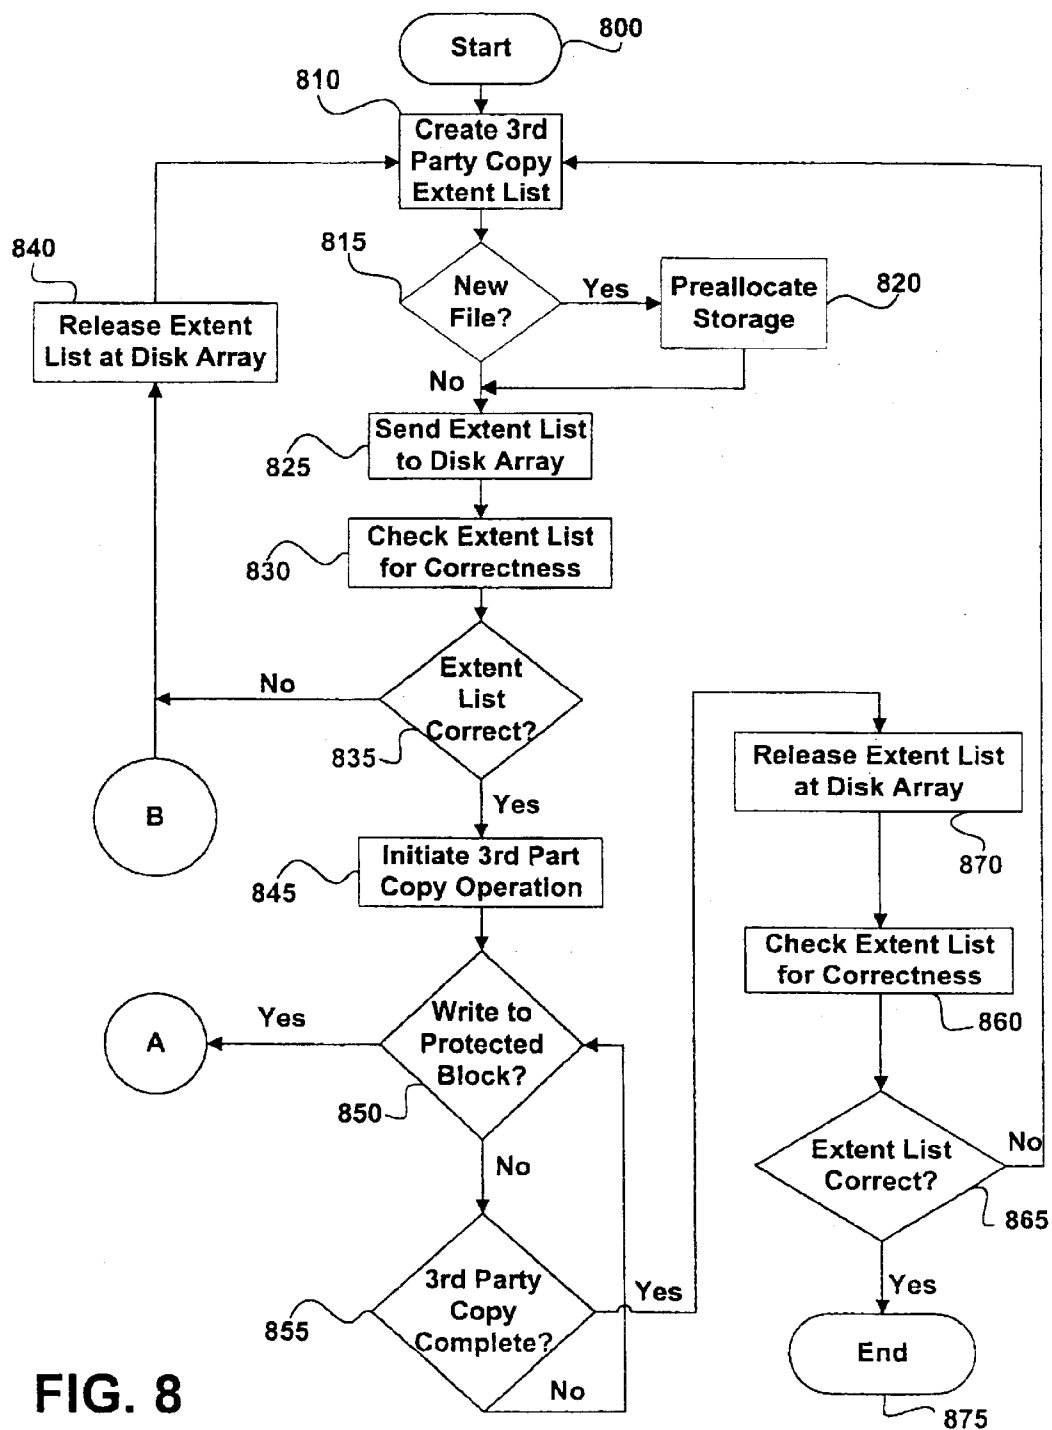 Start
800
810
Create 3rd
Party Copy
Extent List
840
815
New
File?
Yes
Preallocate
Storage
820
Release Extent
List at Disk Array
No
Send Extent List
to Disk Array
825
Check Extent List
for Correctness
830
Extent
List
Correct?
No
835
Release Extent List
at Disk Array
B
Yes
870
Initiate 3rd Part
Copy Operation
845
Check Extent List
for Correctness
Write to
Protected
Block?
Yes
A
860
850
No
Extent List
Correct?
No
865
3rd Party
Copy
Complete?
Yes
855
Yes
End
No
875
FIG. 8